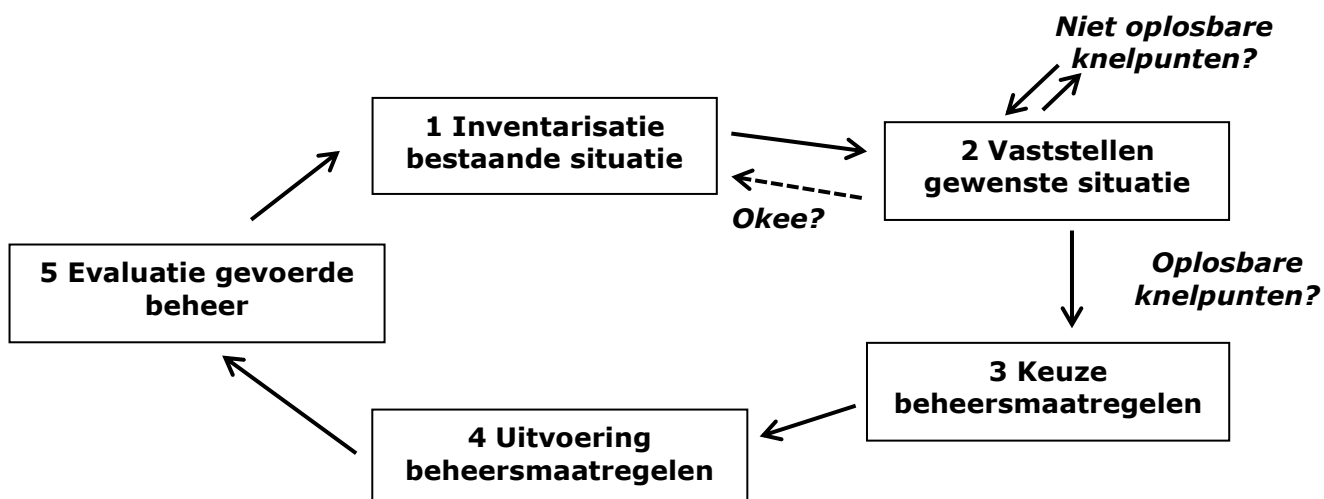 Niet oplosbare
knelpunten?
1 Inventarisatie
bestaande situatie
2 Vaststellen
gewenste situatie
Okee?
5 Evaluatie gevoerde
beheer
Oplosbare
knelpunten?
3 Keuze
beheersmaatregelen
4 Uitvoering
beheersmaatregelen